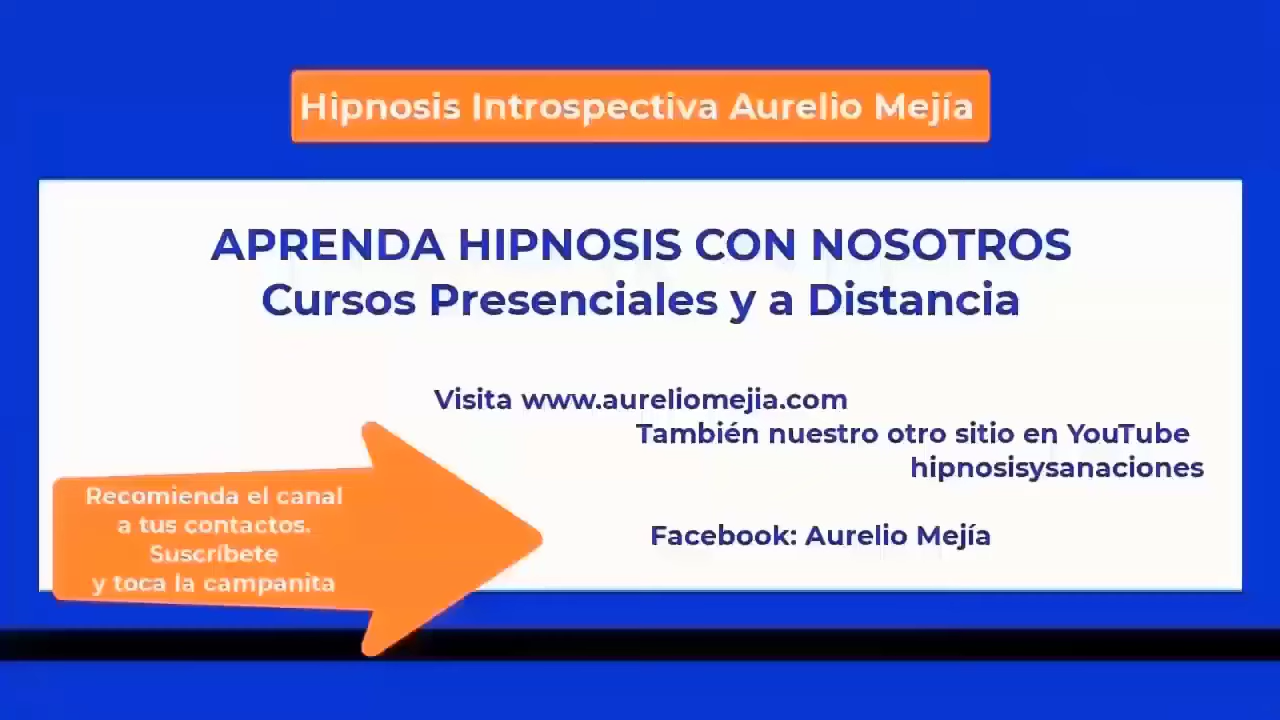 Hipnosis Introspectiva Aurelio Mejía
APRENDA HIPNOSIS CON NOSOTROS
Cursos Presenciales y a Distancia
Visita www.aureliomejia.com
También nuestro otro sitio en YouTube
hipnosisysanaciones
Facebook: Aurelio Mejía
Recomienda el canal
a tus contactos.
Suscríbete
y toca la campanita